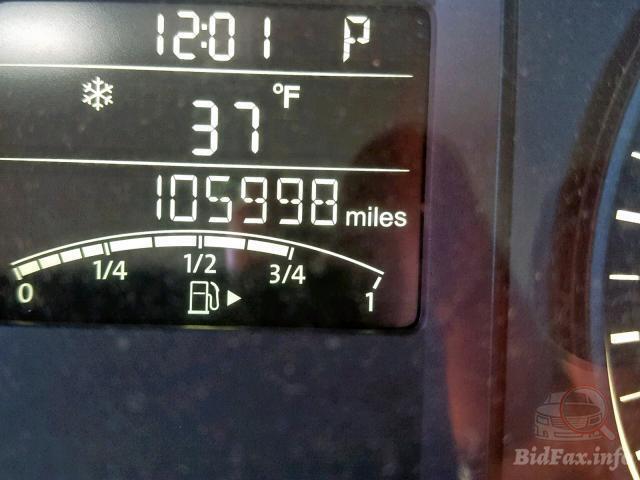 12:01 P
37 °F
105998 miles
0 1/4 1/2 3/4 1
BidFax.info